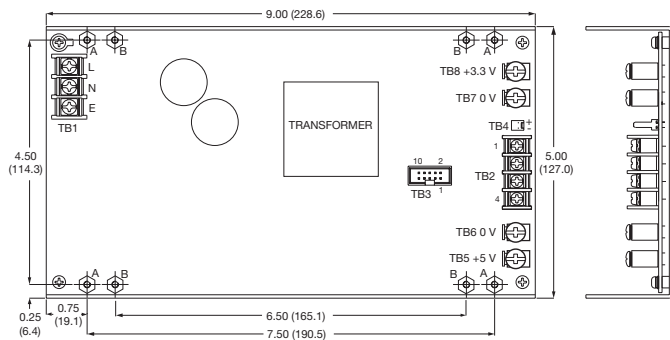 9.00 (228.6)
A
B
B
A
L
N
E
TB1
TB8 +3.3 V
TB7 0 V
TB4
+
-
TRANSFORMER
4.50
(114.3)
5.00
(127.0)
10
2
1
TB3
1
TB2
4
TB6 0 V
TB5 +5 V
A
B
B
A
0.75
(19.1)
0.25
(6.4)
6.50 (165.1)
7.50 (190.5)